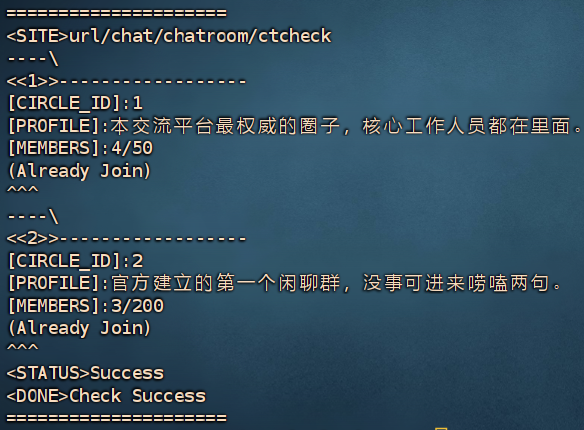 =====================
<SITE>url/chat/chatroom/ctcheck
----\
<<1>>------------------
[CIRCLE_ID]:1
[PROFILE]:本交流平台最权威的圈子，核心工作人员都在里面。
[MEMBERS]:4/50
(Already Join)
^^^
----\
<<2>>------------------
[CIRCLE_ID]:2
[PROFILE]:官方建立的第一个闲聊群，没事可进来唠嗑两句。
[MEMBERS]:3/200
(Already Join)
^^^
<STATUS>Success
<DONE>Check Success
=====================